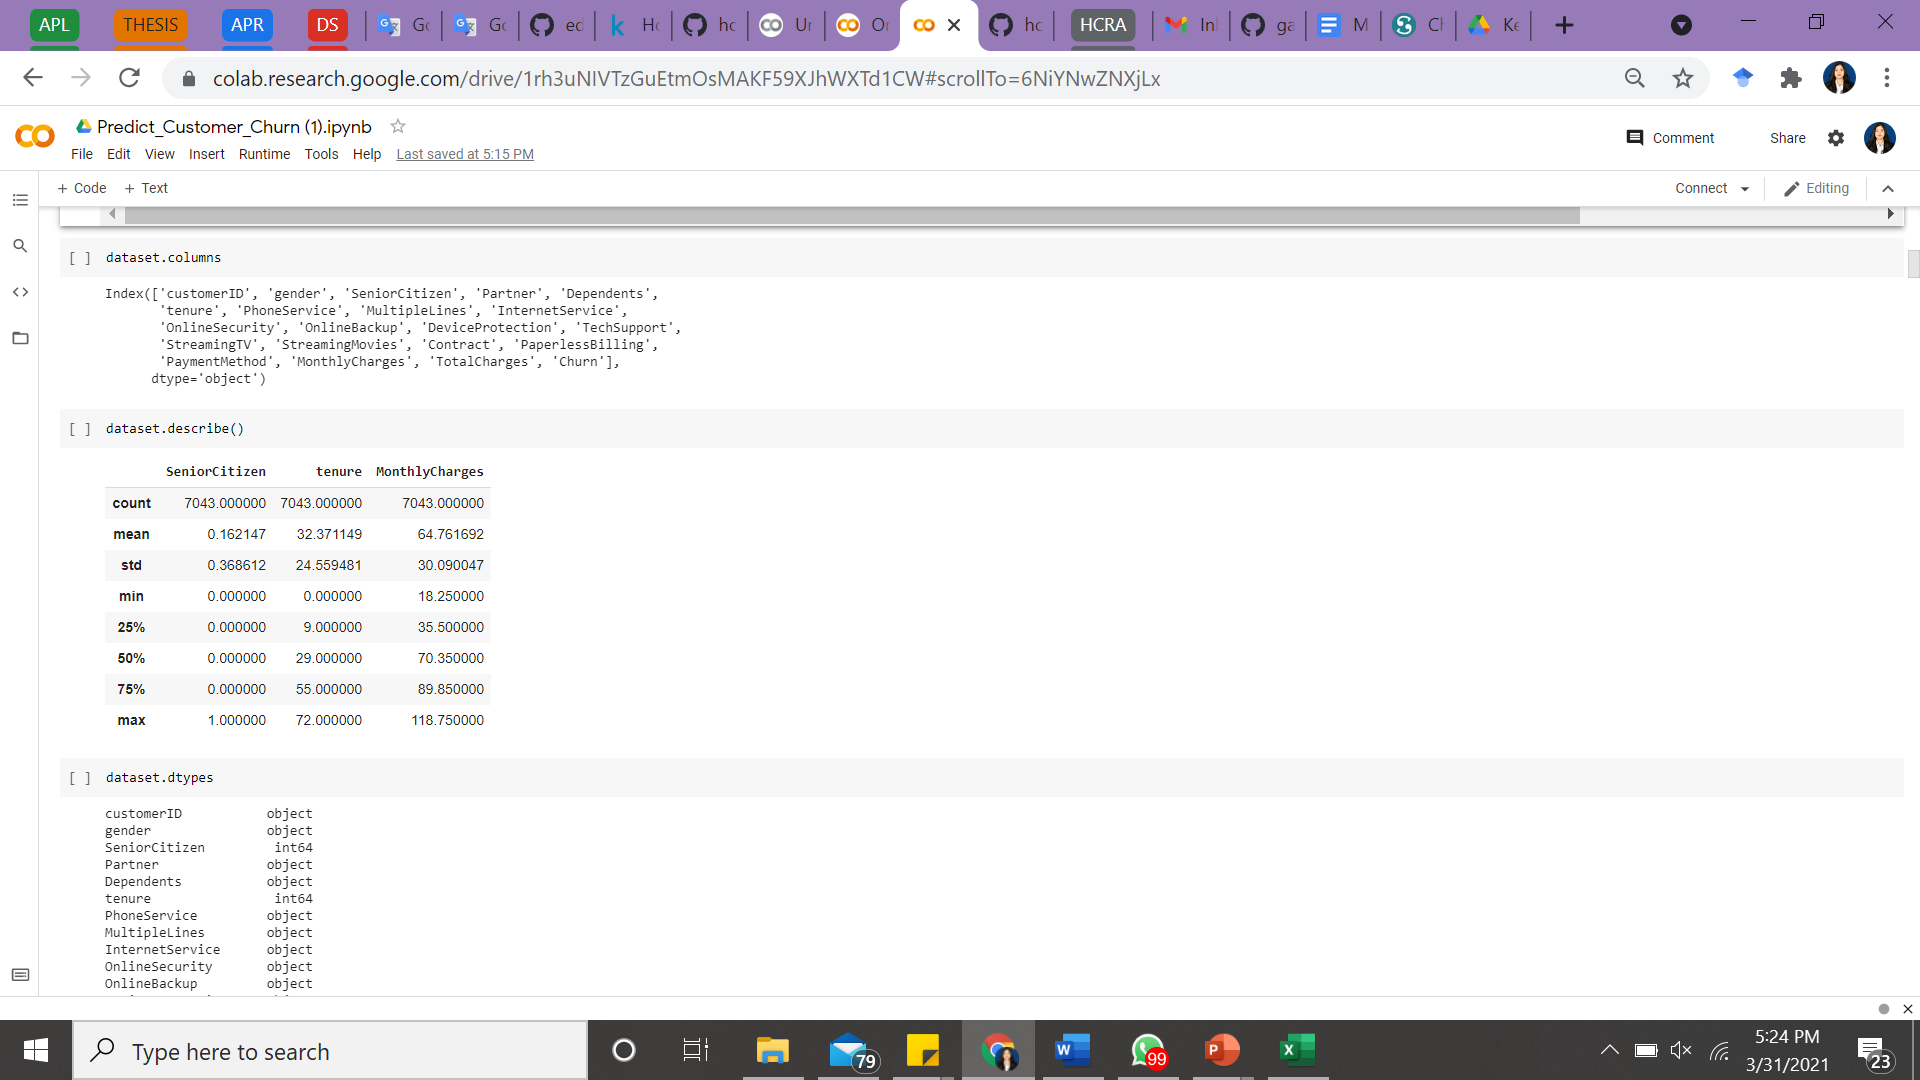 APL THESIS APR DS HCRA
colab.research.google.com/drive/1rh3uNIVTzGuEtmOsMAKF59XJhWXTd1CW#scrollTo=6NiYNwZNXjLx
Predict_Customer_Churn (1).ipynb
Comment Share
File Edit View Insert Runtime Tools Help Last saved at 5:15 PM
+ Code + Text Connect Editing
[ ] dataset.columns
Index(['customerID', 'gender', 'SeniorCitizen', 'Partner', 'Dependents',
'tenure', 'PhoneService', 'MultipleLines', 'InternetService',
'OnlineSecurity', 'OnlineBackup', 'DeviceProtection', 'TechSupport',
'StreamingTV', 'StreamingMovies', 'Contract', 'PaperlessBilling',
'PaymentMethod', 'MonthlyCharges', 'TotalCharges', 'Churn'],
dtype='object')
[ ] dataset.describe()
SeniorCitizen tenure MonthlyCharges
count 7043.000000 7043.000000 7043.000000
mean 0.162147 32.371149 64.761692
std 0.368612 24.559481 30.090047
min 0.000000 0.000000 18.250000
25% 0.000000 9.000000 35.500000
50% 0.000000 29.000000 70.350000
75% 0.000000 55.000000 89.850000
max 1.000000 72.000000 118.750000
[ ] dataset.dtypes
customerID object
gender object
SeniorCitizen int64
Partner object
Dependents object
tenure int64
PhoneService object
MultipleLines object
InternetService object
OnlineSecurity object
OnlineBackup object
Type here to search
79
99
5:24 PM
3/31/2021
23